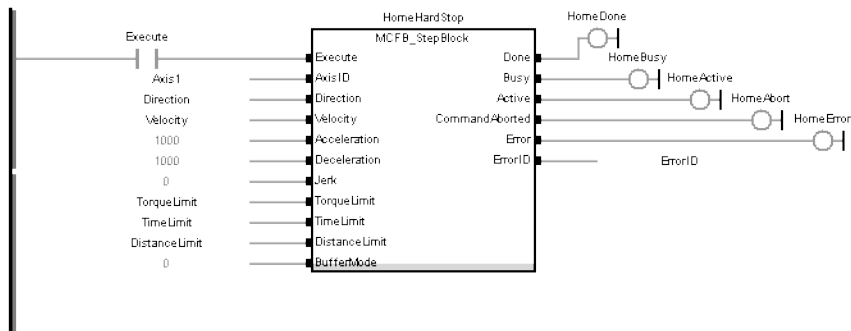 HomeHardStop
HomeDone
Execute
MCFB_StepBlock
HomeBusy
Execute
Done
Axis1
AxisID
Busy
HomeActive
Direction
Direction
Active
HomeAbort
Velocity
Velocity
CommandAborted
HomeError
1000
Acceleration
Error
1000
Deceleration
ErrorID
ErrorID
0
Jerk
TorqueLimit
TorqueLimit
TimeLimit
TimeLimit
DistanceLimit
DistanceLimit
0
BufferMode